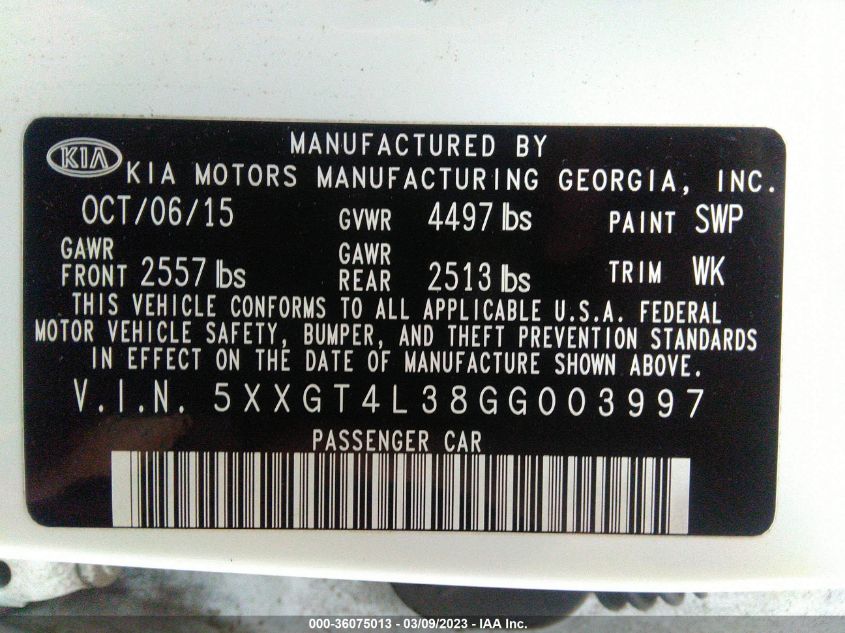 MANUFACTURED BY
KIA KIA MOTORS MANUFACTURING GEORGIA, INC.
OCT/06/15 GVWR 4497 lbs PAINT SWP
GAWR FRONT 2557 lbs GAWR REAR 2513 lbs TRIM WK
THIS VEHICLE CONFORMS TO ALL APPLICABLE U.S.A. FEDERAL
MOTOR VEHICLE SAFETY, BUMPER, AND THEFT PREVENTION STANDARDS
IN EFFECT ON THE DATE OF MANUFACTURE SHOWN ABOVE.
V.I.N. 5XXGT4L38GG003997
PASSENGER CAR
000-36075013 - 03/09/2023 - IAA Inc.